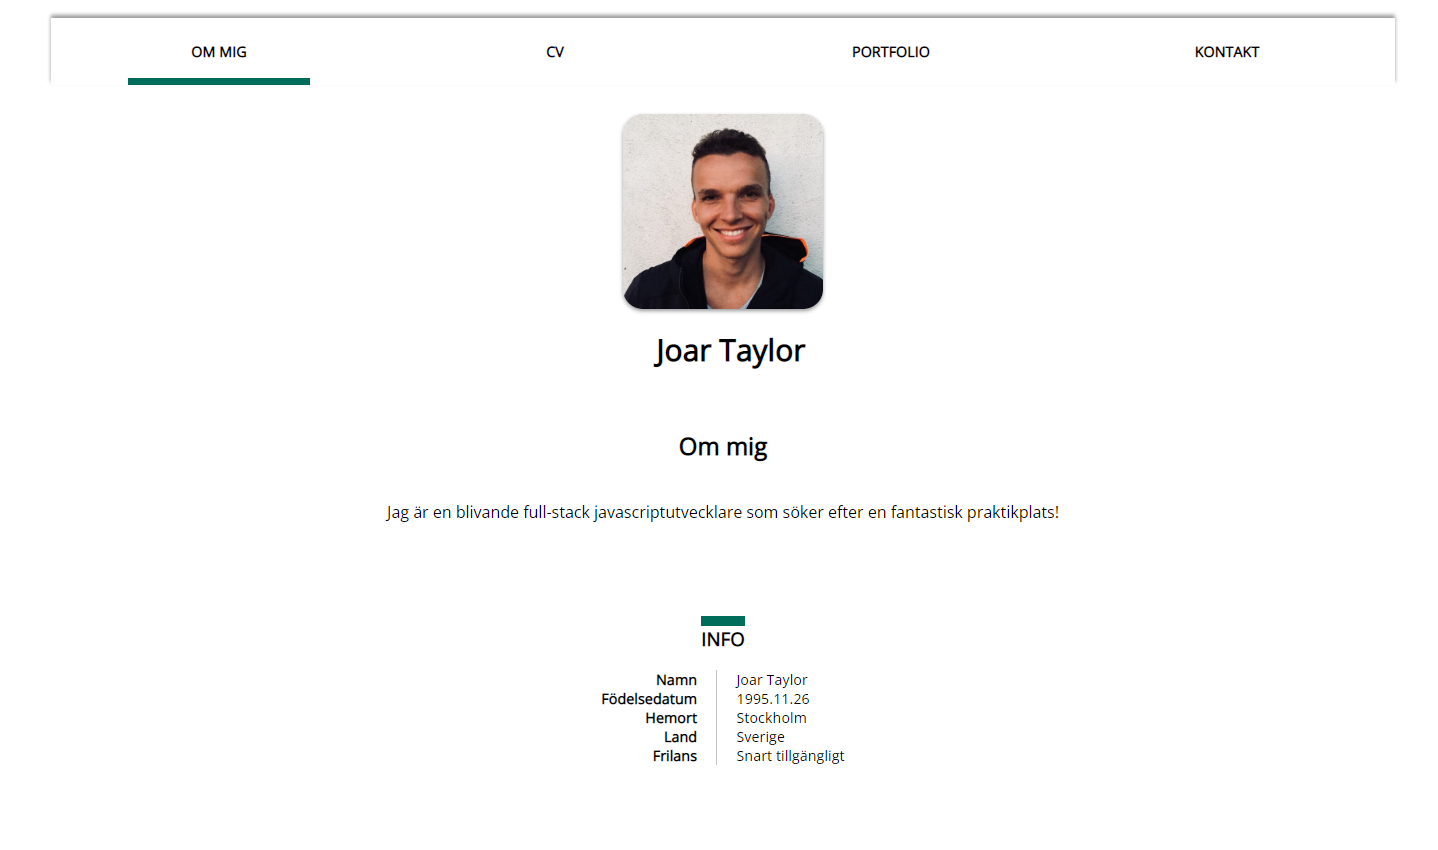 OM MIG CV PORTFOLIO KONTAKT
Joar Taylor
Om mig
Jag är en blivande full-stack javascriptutvecklare som söker efter en fantastisk praktikplats!
INFO
Namn Joar Taylor
Födelsedatum 1995.11.26
Hemort Stockholm
Land Sverige
Frilans Snart tillgängligt